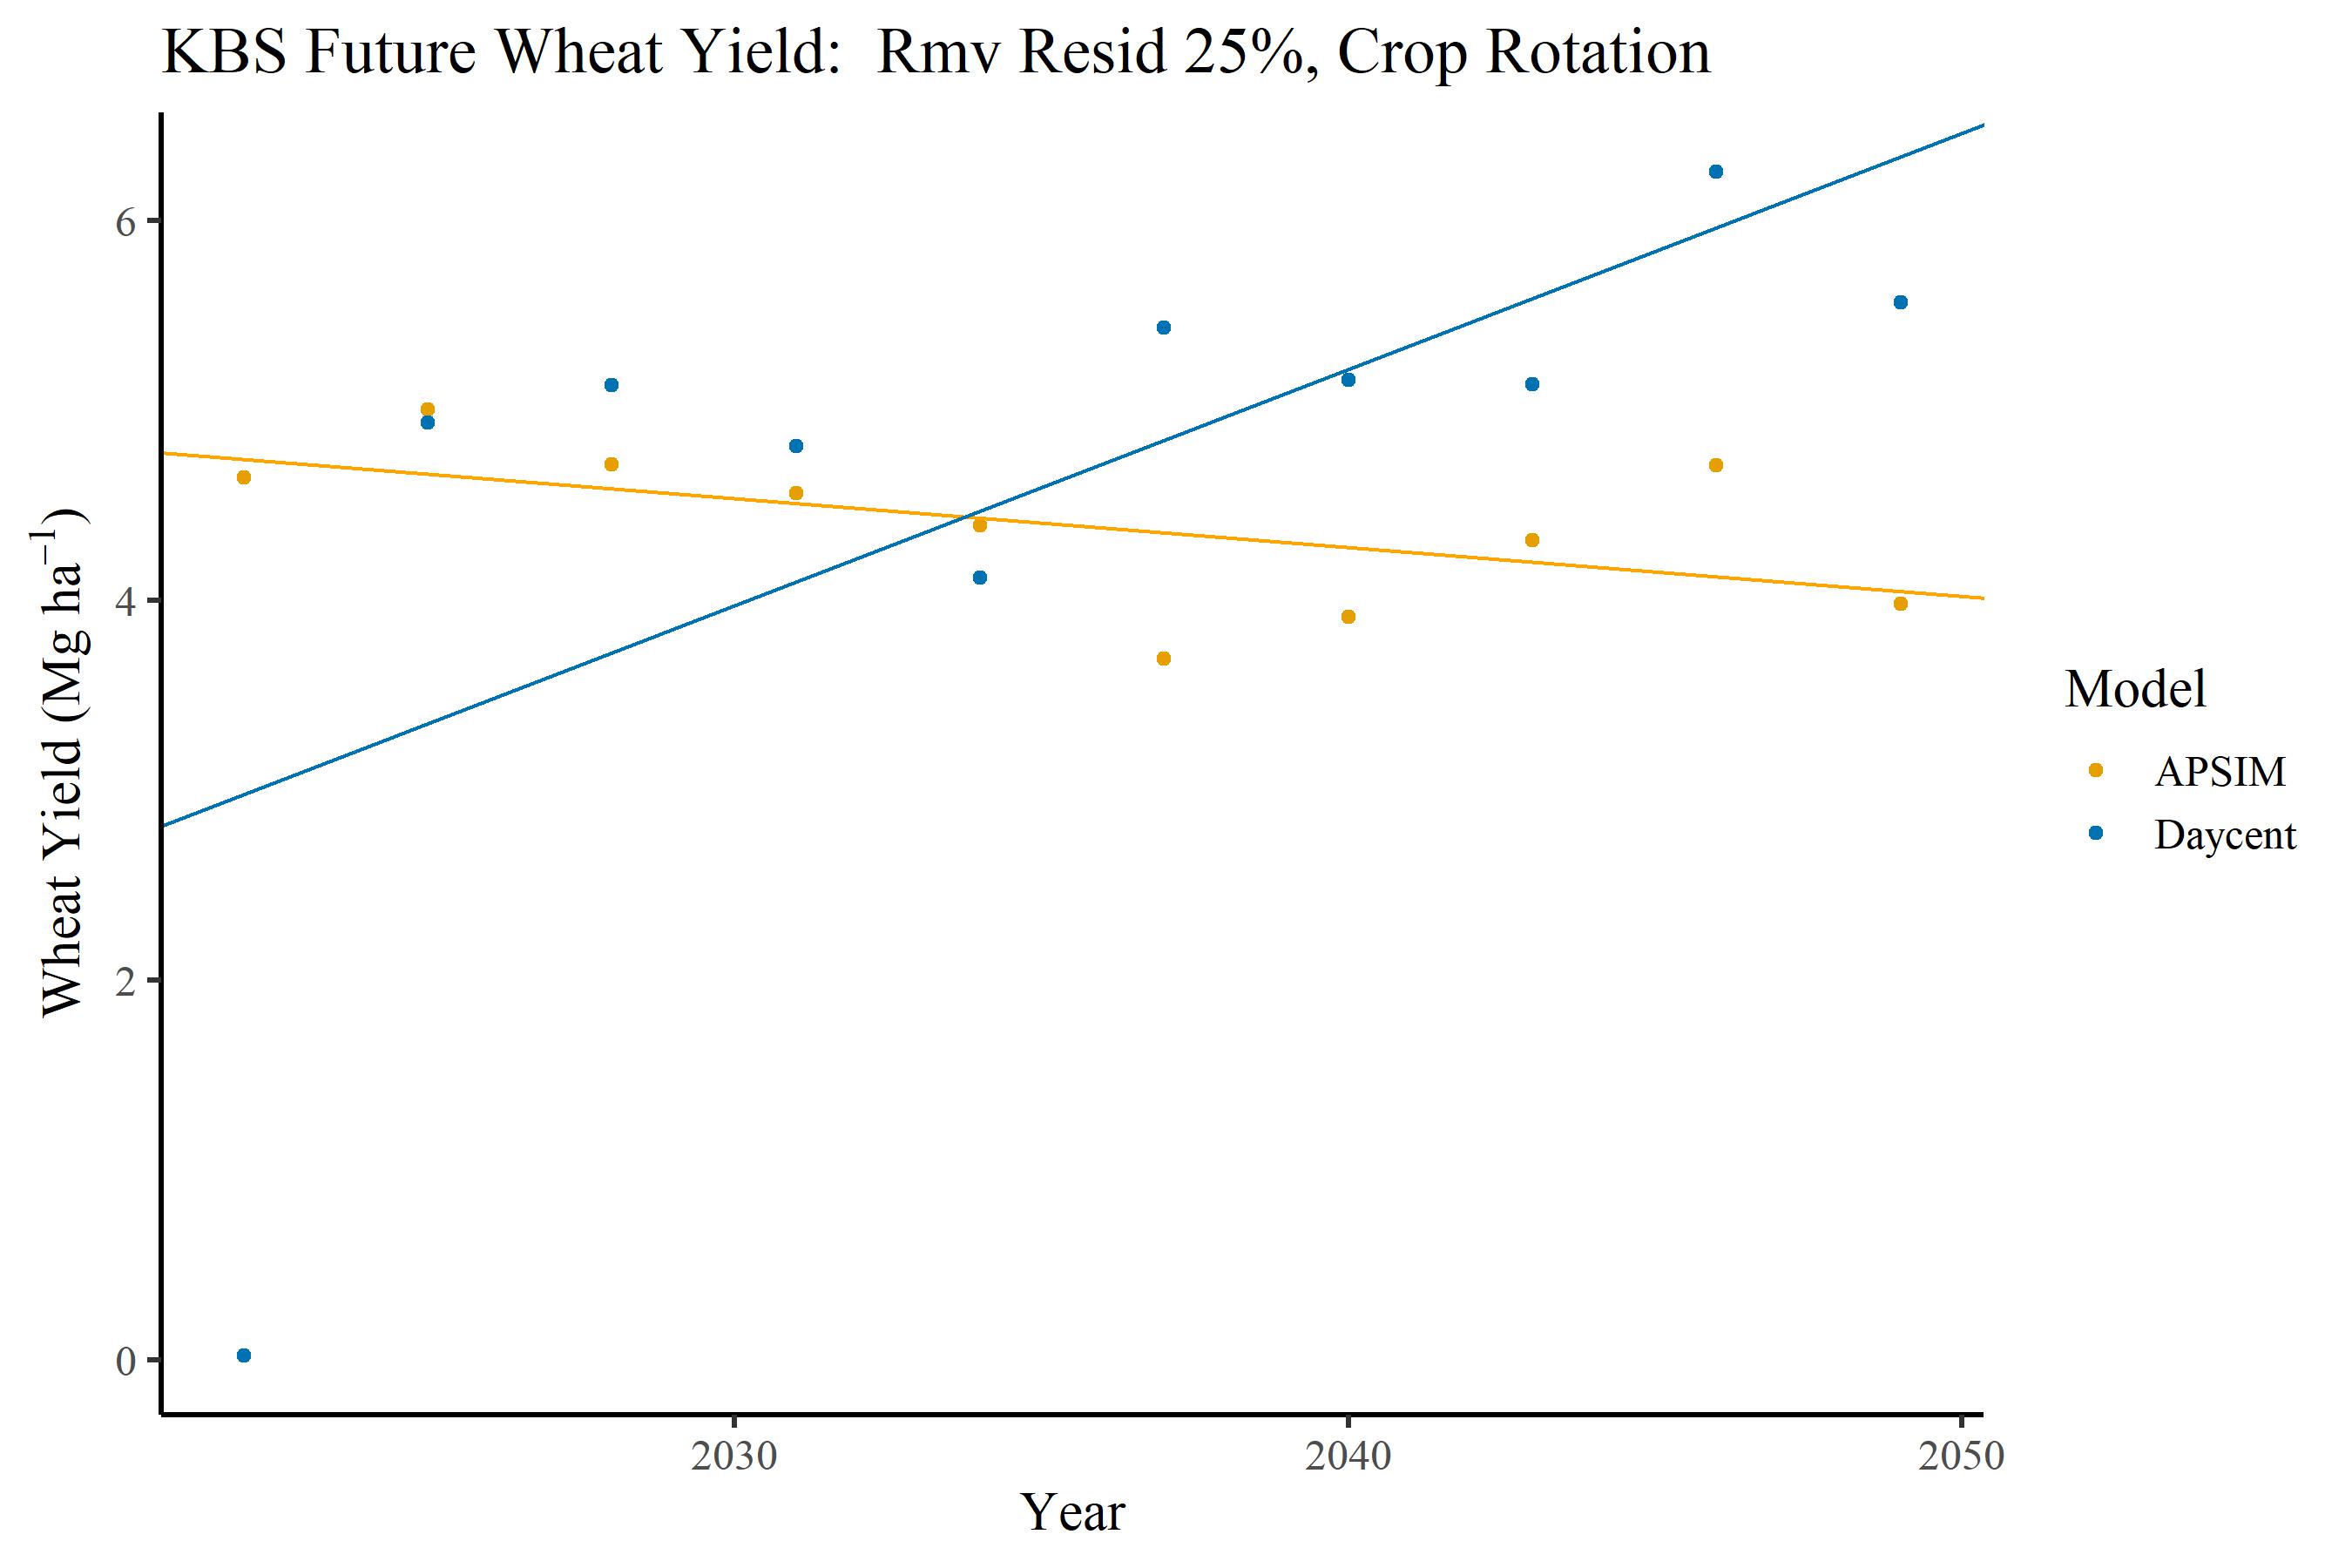 KBS Future Wheat Yield:  Rmv Resid 25%, Crop Rotation
Wheat Yield (Mg ha⁻¹)
6
4
2
0
2030
2040
2050
Year
Model
APSIM
Daycent